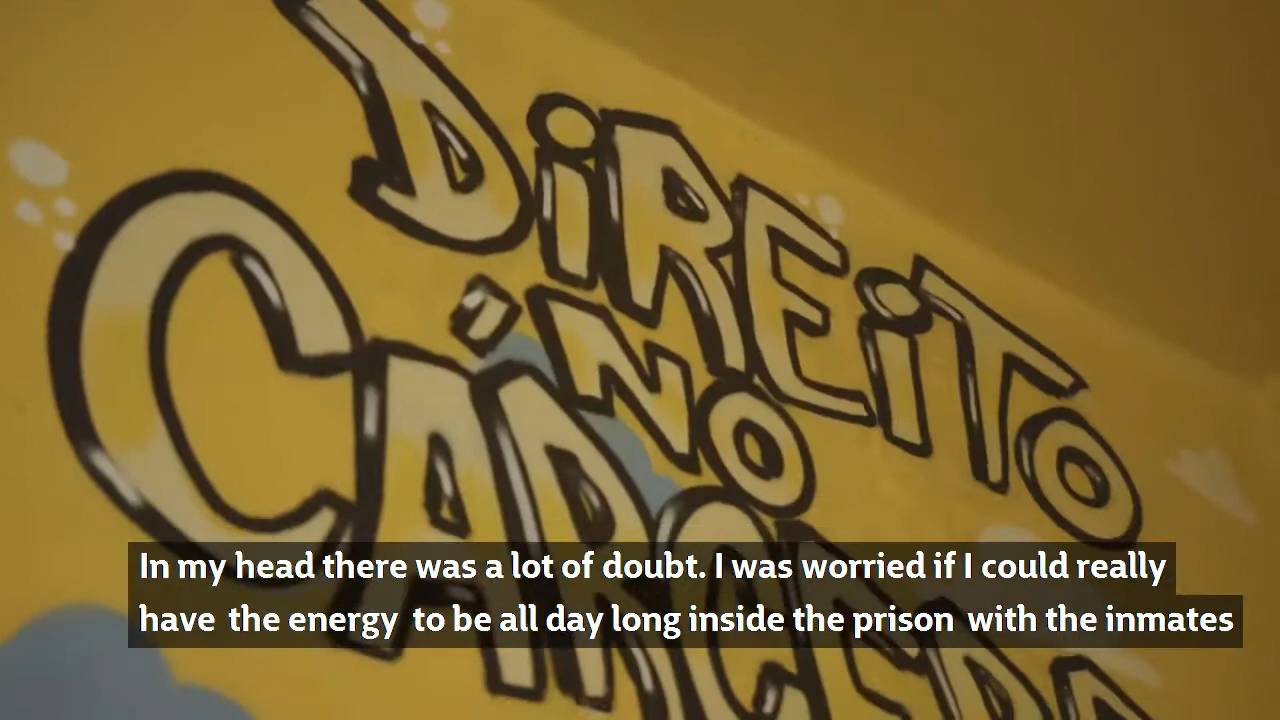 DiREiTO
NO
CÁRCERE
In my head there was a lot of doubt. I was worried if I could really
have the energy to be all day long inside the prison with the inmates